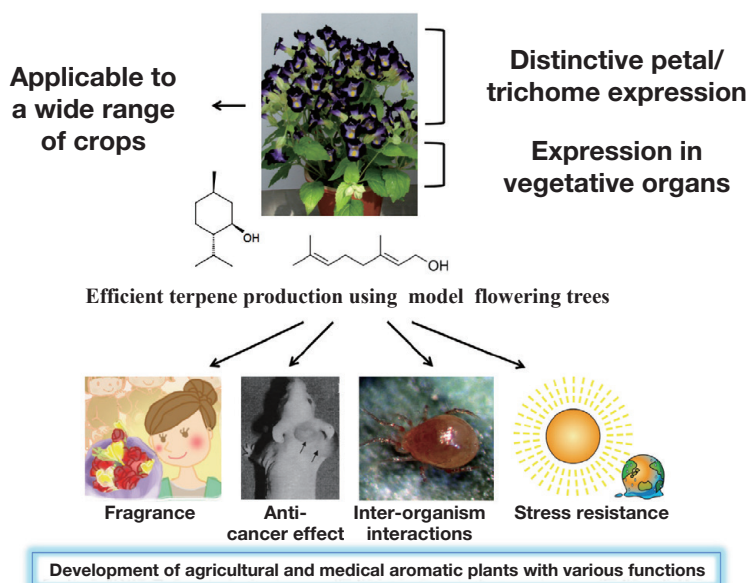 Applicable to
a wide range
of crops
Distinctive petal/
trichome expression
Expression in
vegetative organs
OH
OH
Efficient terpene production using model flowering trees
Fragrance
Anti-
cancer effect
Inter-organism
interactions
Stress resistance
Development of agricultural and medical aromatic plants with various functions